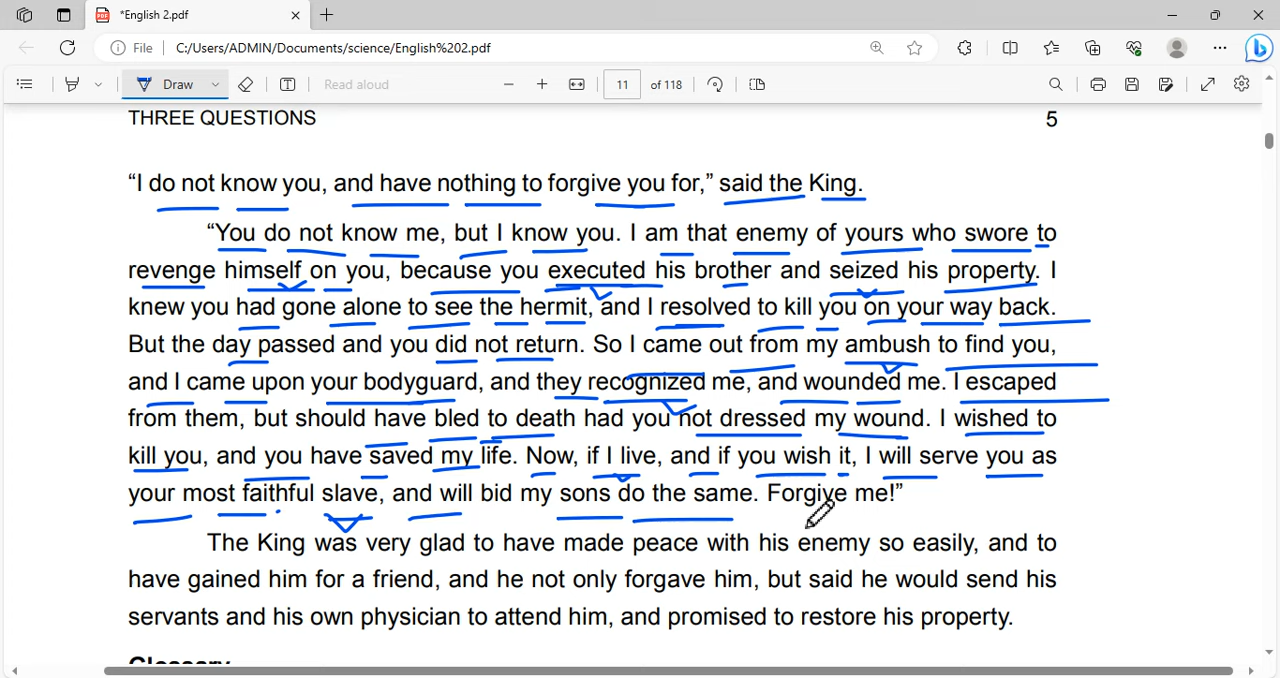 *English 2.pdf
File C:/Users/ADMIN/Documents/science/English%202.pdf
Draw Read aloud 11 of 118
THREE QUESTIONS 5
“I do not know you, and have nothing to forgive you for,” said the King.
“You do not know me, but I know you. I am that enemy of yours who swore to
revenge himself on you, because you executed his brother and seized his property. I
knew you had gone alone to see the hermit, and I resolved to kill you on your way back.
But the day passed and you did not return. So I came out from my ambush to find you,
and I came upon your bodyguard, and they recognized me, and wounded me. I escaped
from them, but should have bled to death had you not dressed my wound. I wished to
kill you, and you have saved my life. Now, if I live, and if you wish it, I will serve you as
your most faithful slave, and will bid my sons do the same. Forgive me!”
The King was very glad to have made peace with his enemy so easily, and to
have gained him for a friend, and he not only forgave him, but said he would send his
servants and his own physician to attend him, and promised to restore his property.
Glossary